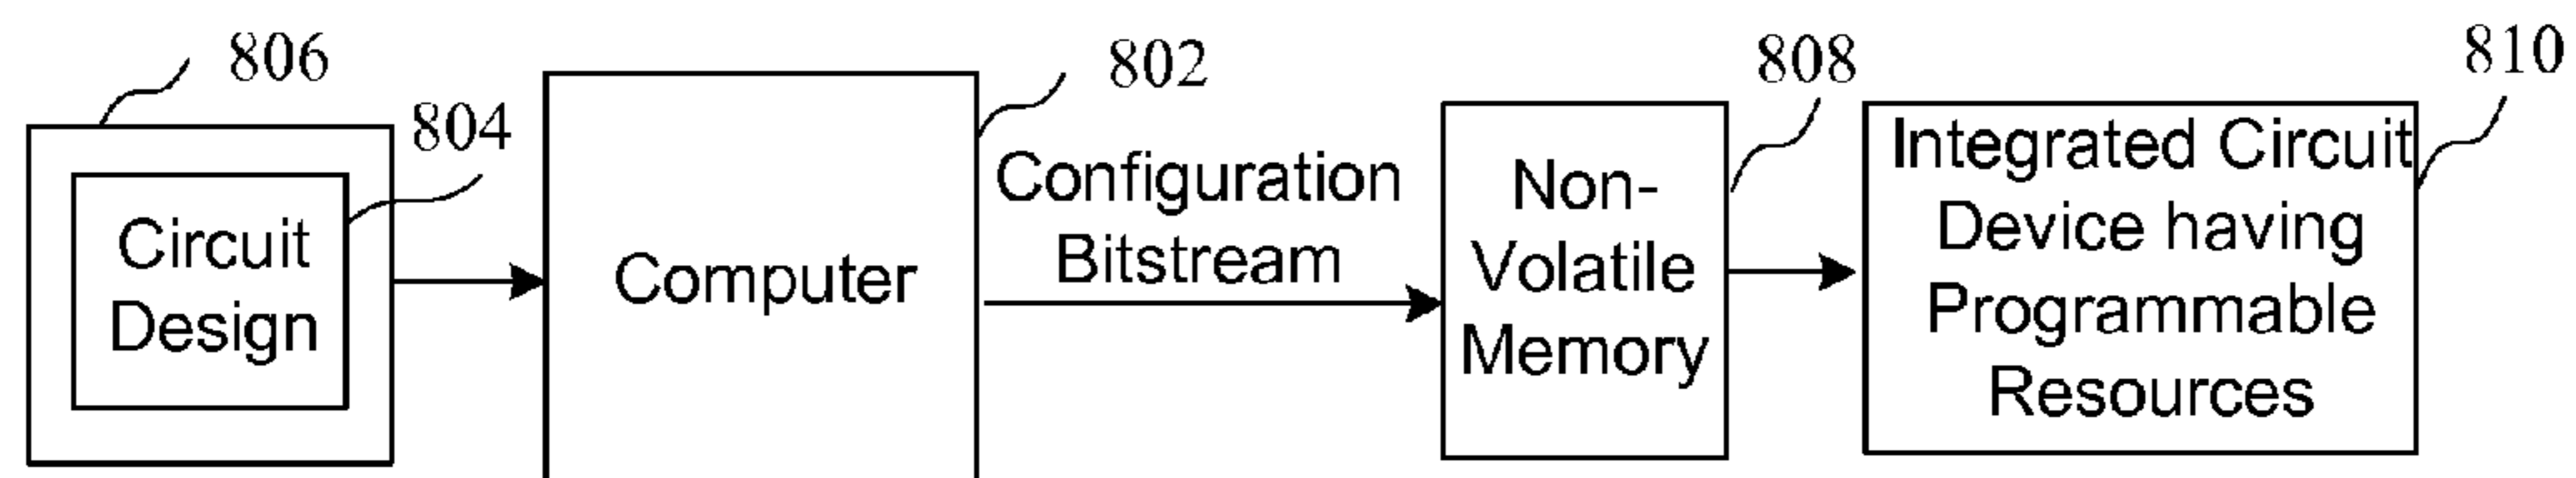 806
804
Circuit
Design
802
Computer
Configuration
Bitstream
808
Non-
Volatile
Memory
810
Integrated Circuit
Device having
Programmable
Resources